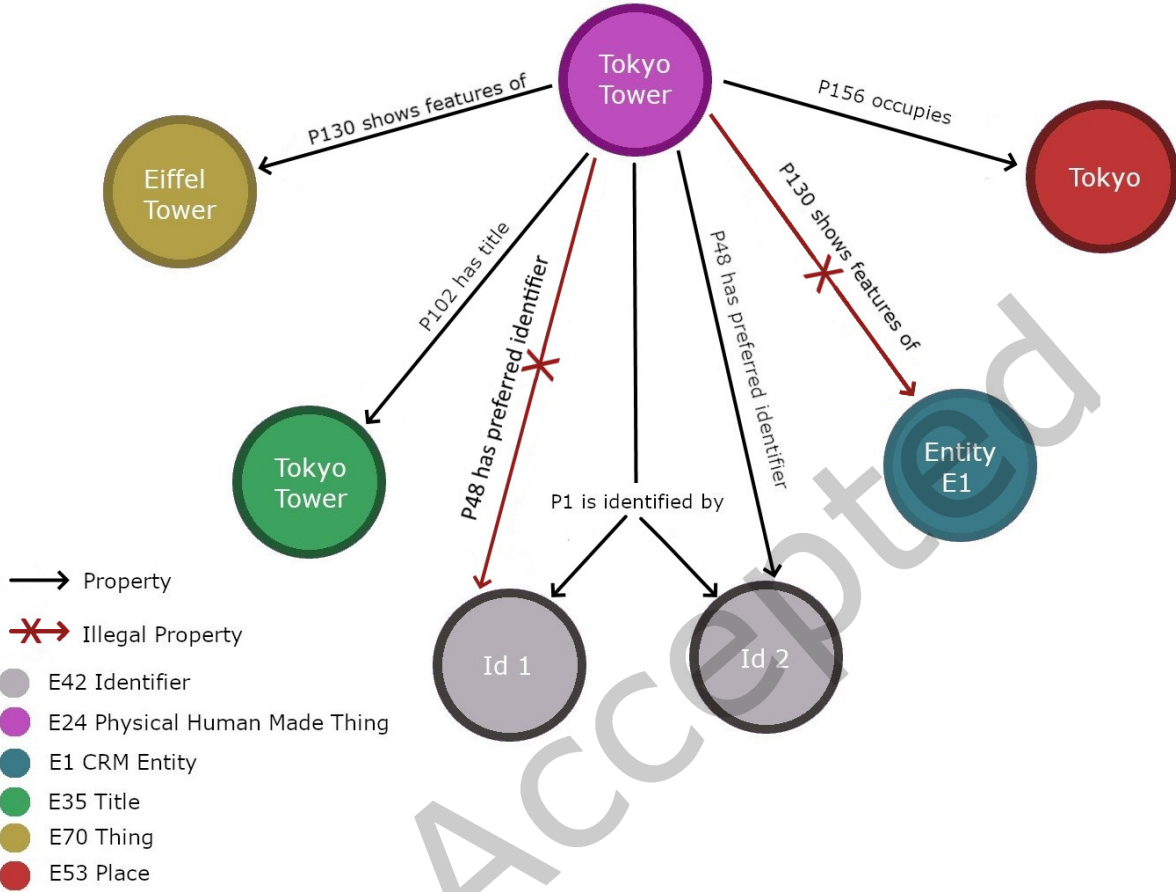 Tokyo
Tower
P130 shows features of
P156 occupies
Eiffel
Tower
Tokyo
P102 has title
P48 has preferred identifier
P48 has preferred identifier
P130 shows features of
Tokyo
Tower
P1 is identified by
Entity
E1
Property
Illegal Property
Id 1
Id 2
E42 Identifier
E24 Physical Human Made Thing
E1 CRM Entity
E35 Title
E70 Thing
E53 Place
Accepted